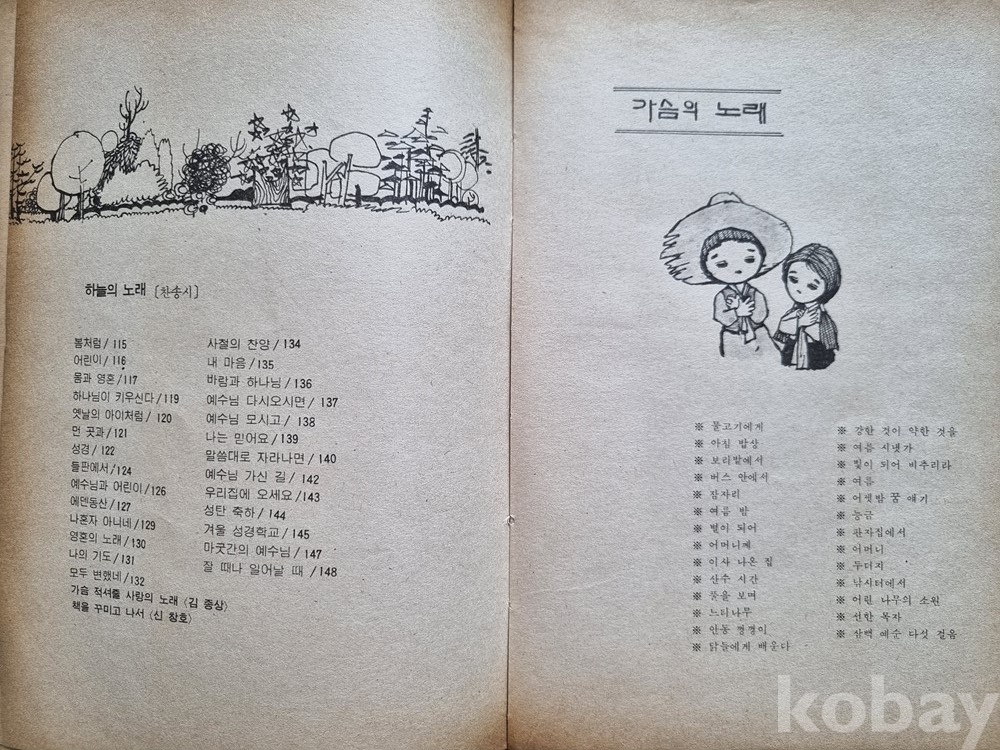 하늘의 노래 [찬송시]
봄처럼/115
어린이/116
몸과 영혼/117
하나님이 키우신다/119
옛날의 아이처럼/120
먼 곳과/121
성경/122
들판에서/124
예수님과 어린이/126
에덴동산/127
나혼자 아니네/129
영혼의 노래/130
나의 기도/131
모두 변했네/132
가슴 적셔줄 사랑의 노래〈김 종상〉
책을 꾸미고 나서〈신 창호〉
사철의 찬양/134
내 마음/135
바람과 하나님/136
예수님 다시오시면/137
예수님 모시고/138
나는 믿어요/139
말씀대로 자라나면/140
예수님 가신 길/142
우리집에 오세요/143
성탄 축하/144
겨울 성경학교/145
마굿간의 예수님/147
잘 때나 일어날 때/148
가슴의 노래
※ 물고기에게
※ 아침 밥상
※ 보리밭에서
※ 버스 안에서
※ 잠자리
※ 여름 밤
※ 별이 되어
※ 어머니께
※ 이사 나온 집
※ 산수 시간
※ 풋을 보며
※ 느티나무
※ 안동 껑껑이
※ 닭들에게 배운다
※ 강한 것이 약한 것을
※ 여름 시냇가
※ 빛이 되어 비추리라
※ 여름
※ 어젯밤 꿈 얘기
※ 능금
※ 판자집에서
※ 어머니
※ 두더지
※ 낚시터에서
※ 어린 나무의 소원
※ 선한 목자
※ 삼백 예순 다섯 걸음
kobay